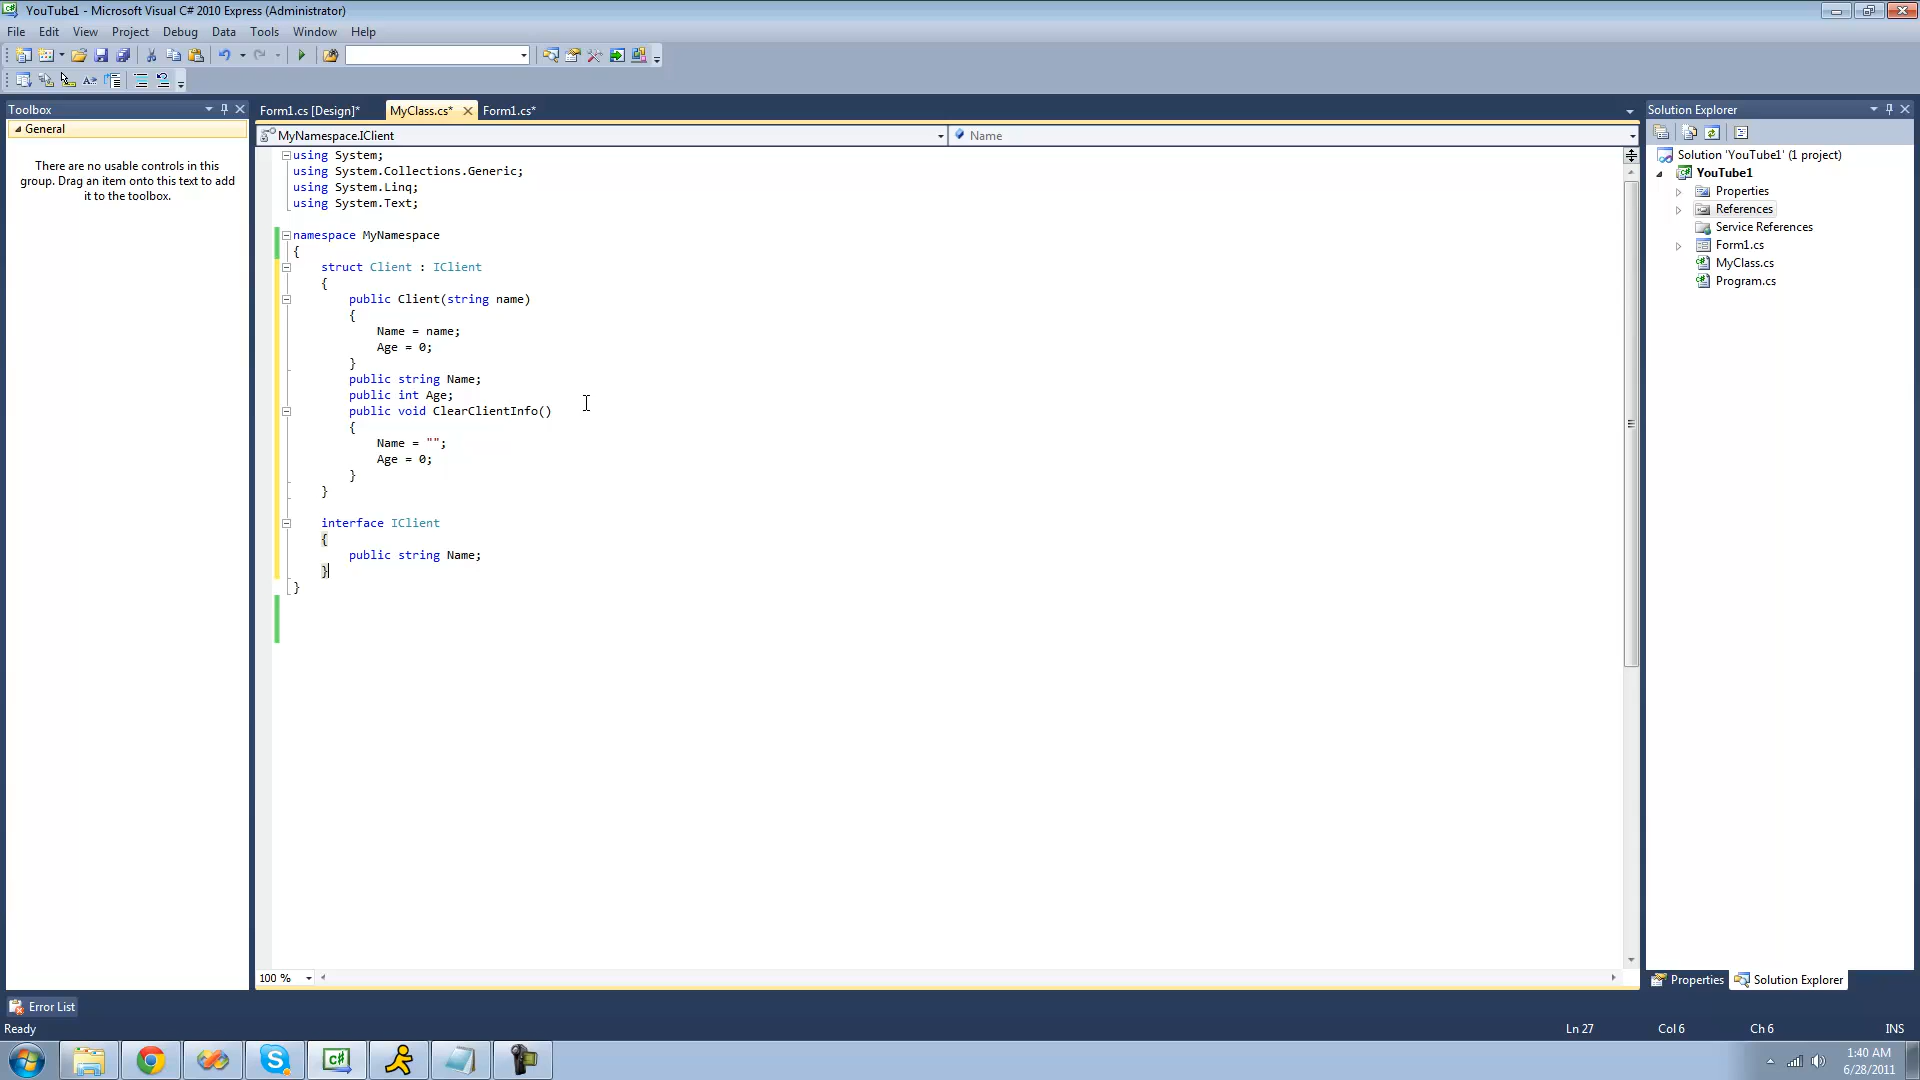 YouTube1 - Microsoft Visual C# 2010 Express (Administrator)
File Edit View Project Debug Data Tools Window Help
Toolbox
General
There are no usable controls in this
group. Drag an item onto this text to add
it to the toolbox.
Form1.cs [Design]* MyClass.cs* Form1.cs*
MyNamespace.IClient Name
using System;
using System.Collections.Generic;
using System.Linq;
using System.Text;
namespace MyNamespace
{
struct Client : IClient
{
public Client(string name)
{
Name = name;
Age = 0;
}
public string Name;
public int Age;
public void ClearClientInfo()
{
Name = "";
Age = 0;
}
}
interface IClient
{
public string Name;
}
}
100 %
Solution Explorer
Solution 'YouTube1' (1 project)
YouTube1
Properties
References
Service References
Form1.cs
MyClass.cs
Program.cs
Properties Solution Explorer
Error List
Ready Ln 27 Col 6 Ch 6 INS
C#
1:40 AM
6/28/2011